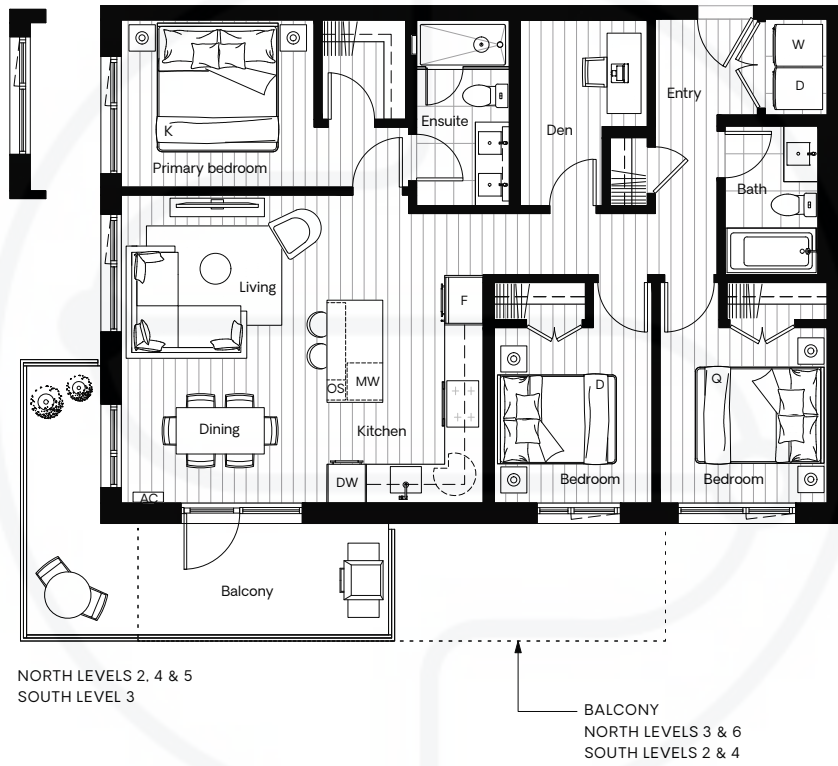 W
D
Entry
Ensuite
Den
K
Primary bedroom
Bath
Living
F
OS
MW
D
Q
Dining
Kitchen
Bedroom
Bedroom
DW
AC
Balcony
NORTH LEVELS 2, 4 & 5
SOUTH LEVEL 3
BALCONY
NORTH LEVELS 3 & 6
SOUTH LEVELS 2 & 4